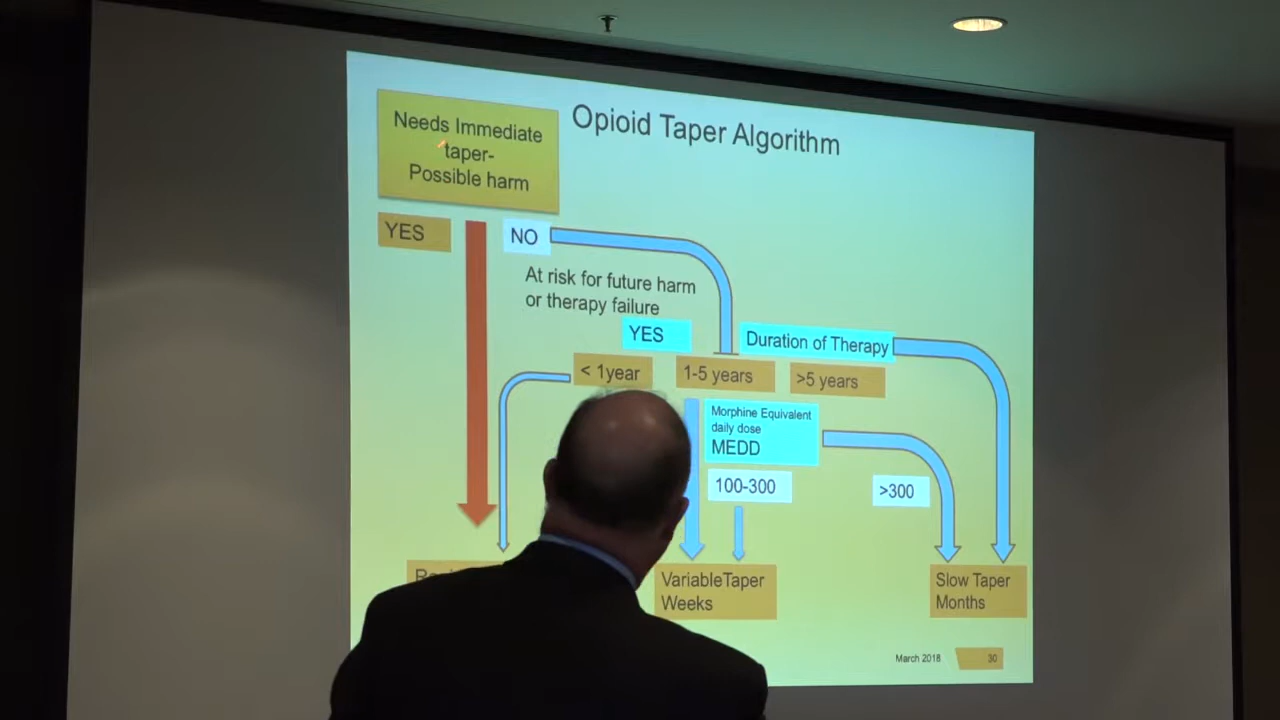 Opioid Taper Algorithm
Needs Immediate
taper-
Possible harm
YES
NO
At risk for future harm
or therapy failure
YES
Duration of Therapy
< 1year
1-5 years
>5 years
Morphine Equivalent
daily dose
MEDD
100-300
>300
VariableTaper
Weeks
Slow Taper
Months
March 2018
30